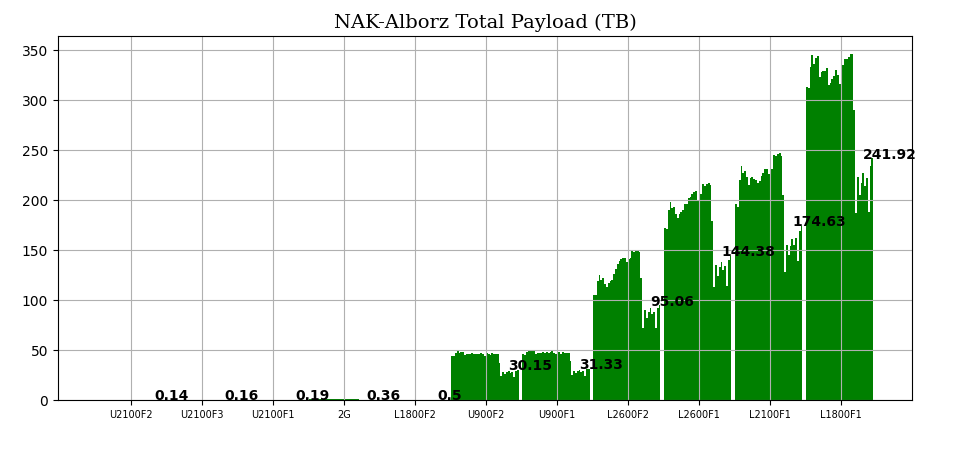 NAK-Alborz Total Payload (TB)
350
300
250
200
150
100
50
0
241.92
174.63
144.38
95.06
30.15
31.33
0.14
0.16
0.19
0.36
0.5
U2100F2
U2100F3
U2100F1
2G
L1800F2
U900F2
U900F1
L2600F2
L2600F1
L2100F1
L1800F1